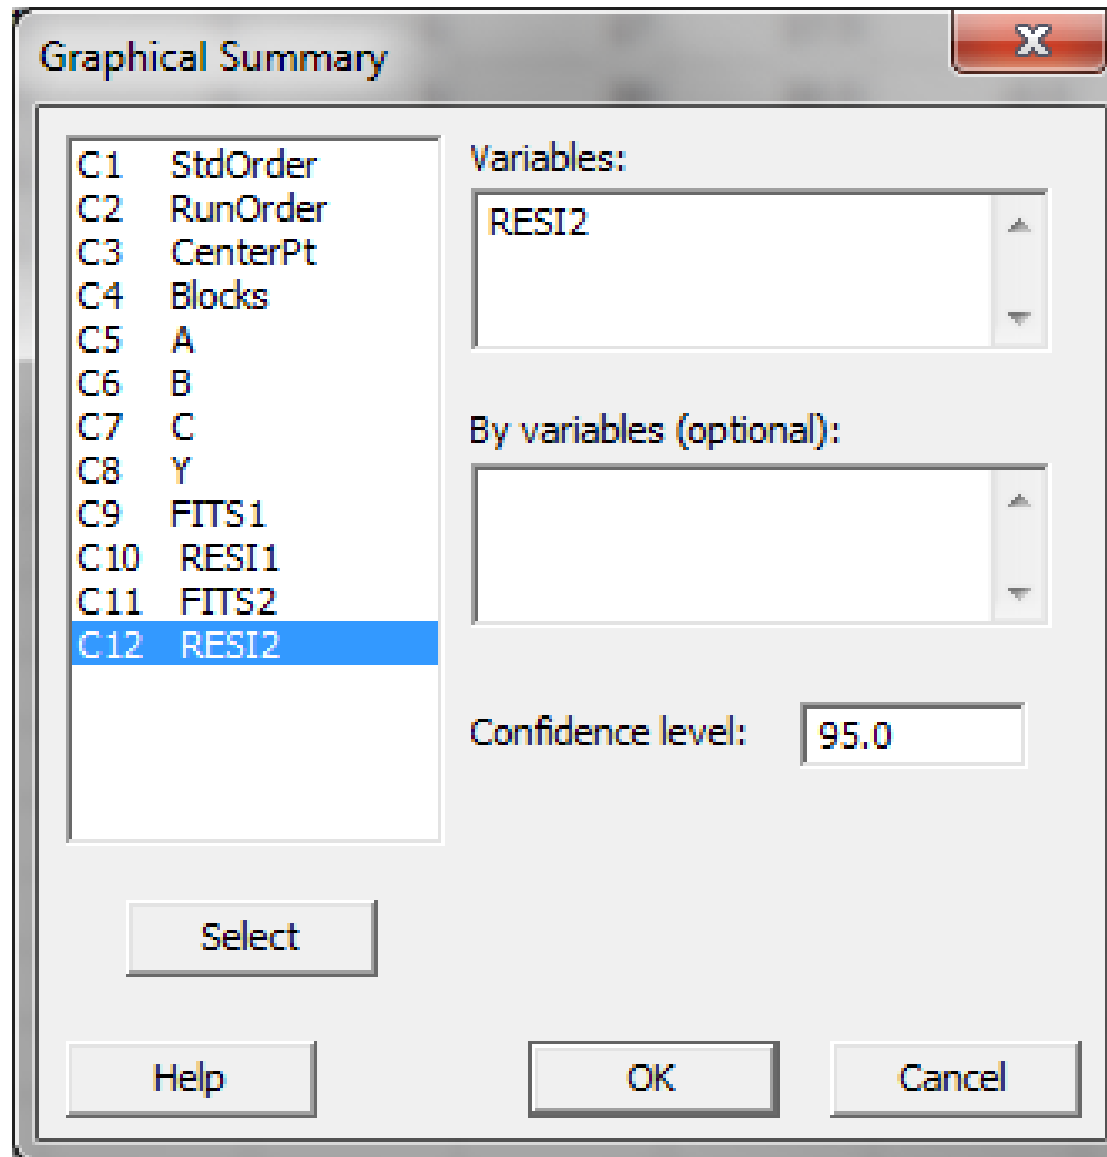 Graphical Summary
C1 StdOrder
C2 RunOrder
C3 CenterPt
C4 Blocks
C5 A
C6 B
C7 C
C8 Y
C9 FITS1
C10 RESI1
C11 FITS2
C12 RESI2
Variables:
RESI2
By variables (optional):
Confidence level: 95.0
Select
Help OK Cancel